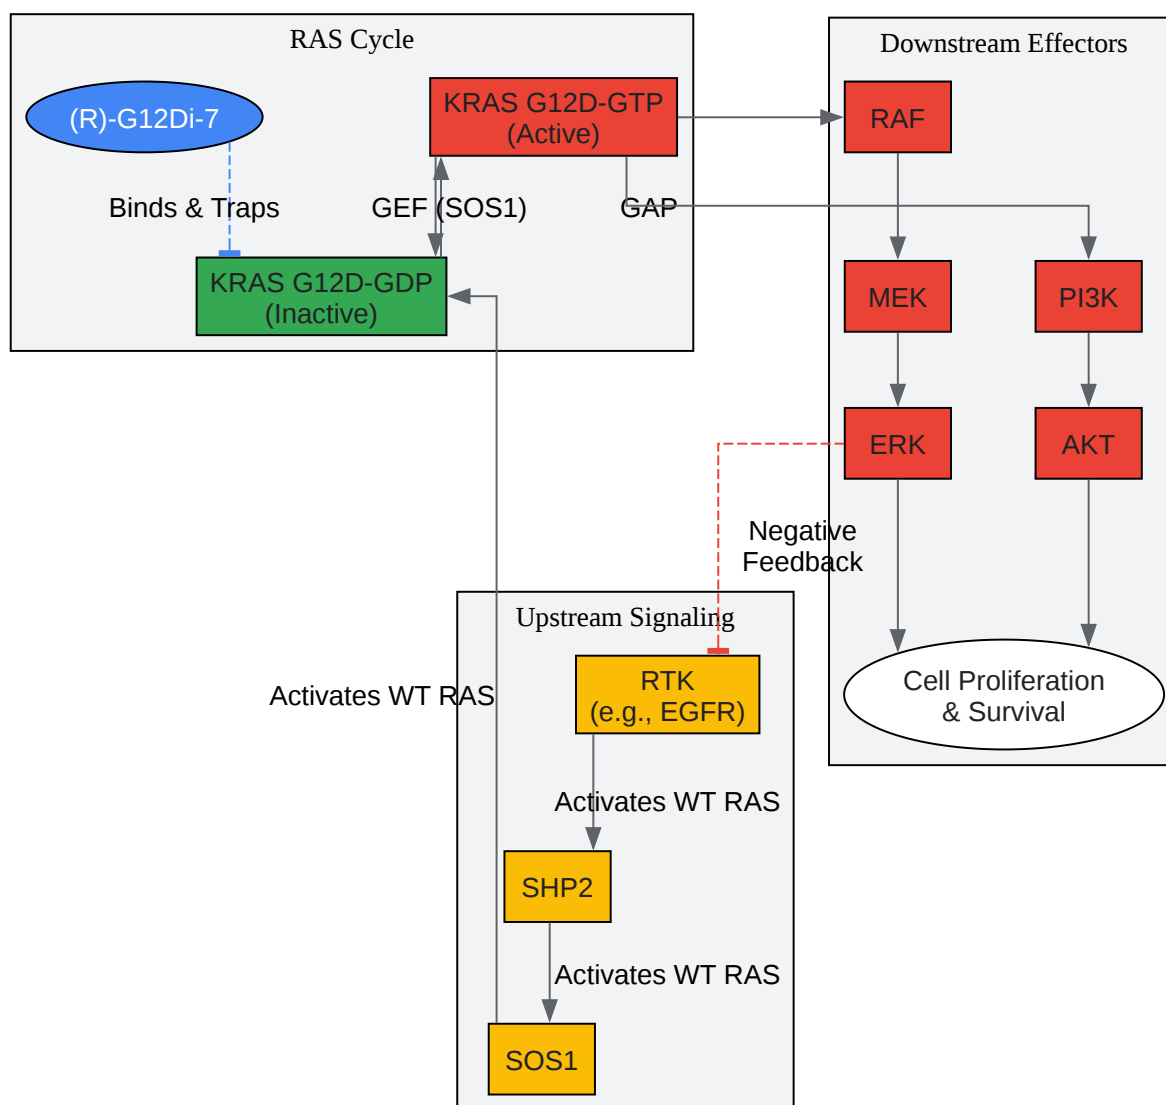 RAS Cycle
(R)-G12Di-7
KRAS G12D-GTP
(Active)
Binds & Traps
GEF (SOS1)
GAP
KRAS G12D-GDP
(Inactive)
Downstream Effectors
RAF
MEK
PI3K
ERK
AKT
Negative
Feedback
Cell Proliferation
& Survival
Upstream Signaling
RTK
(e.g., EGFR)
Activates WT RAS
Activates WT RAS
SHP2
Activates WT RAS
SOS1